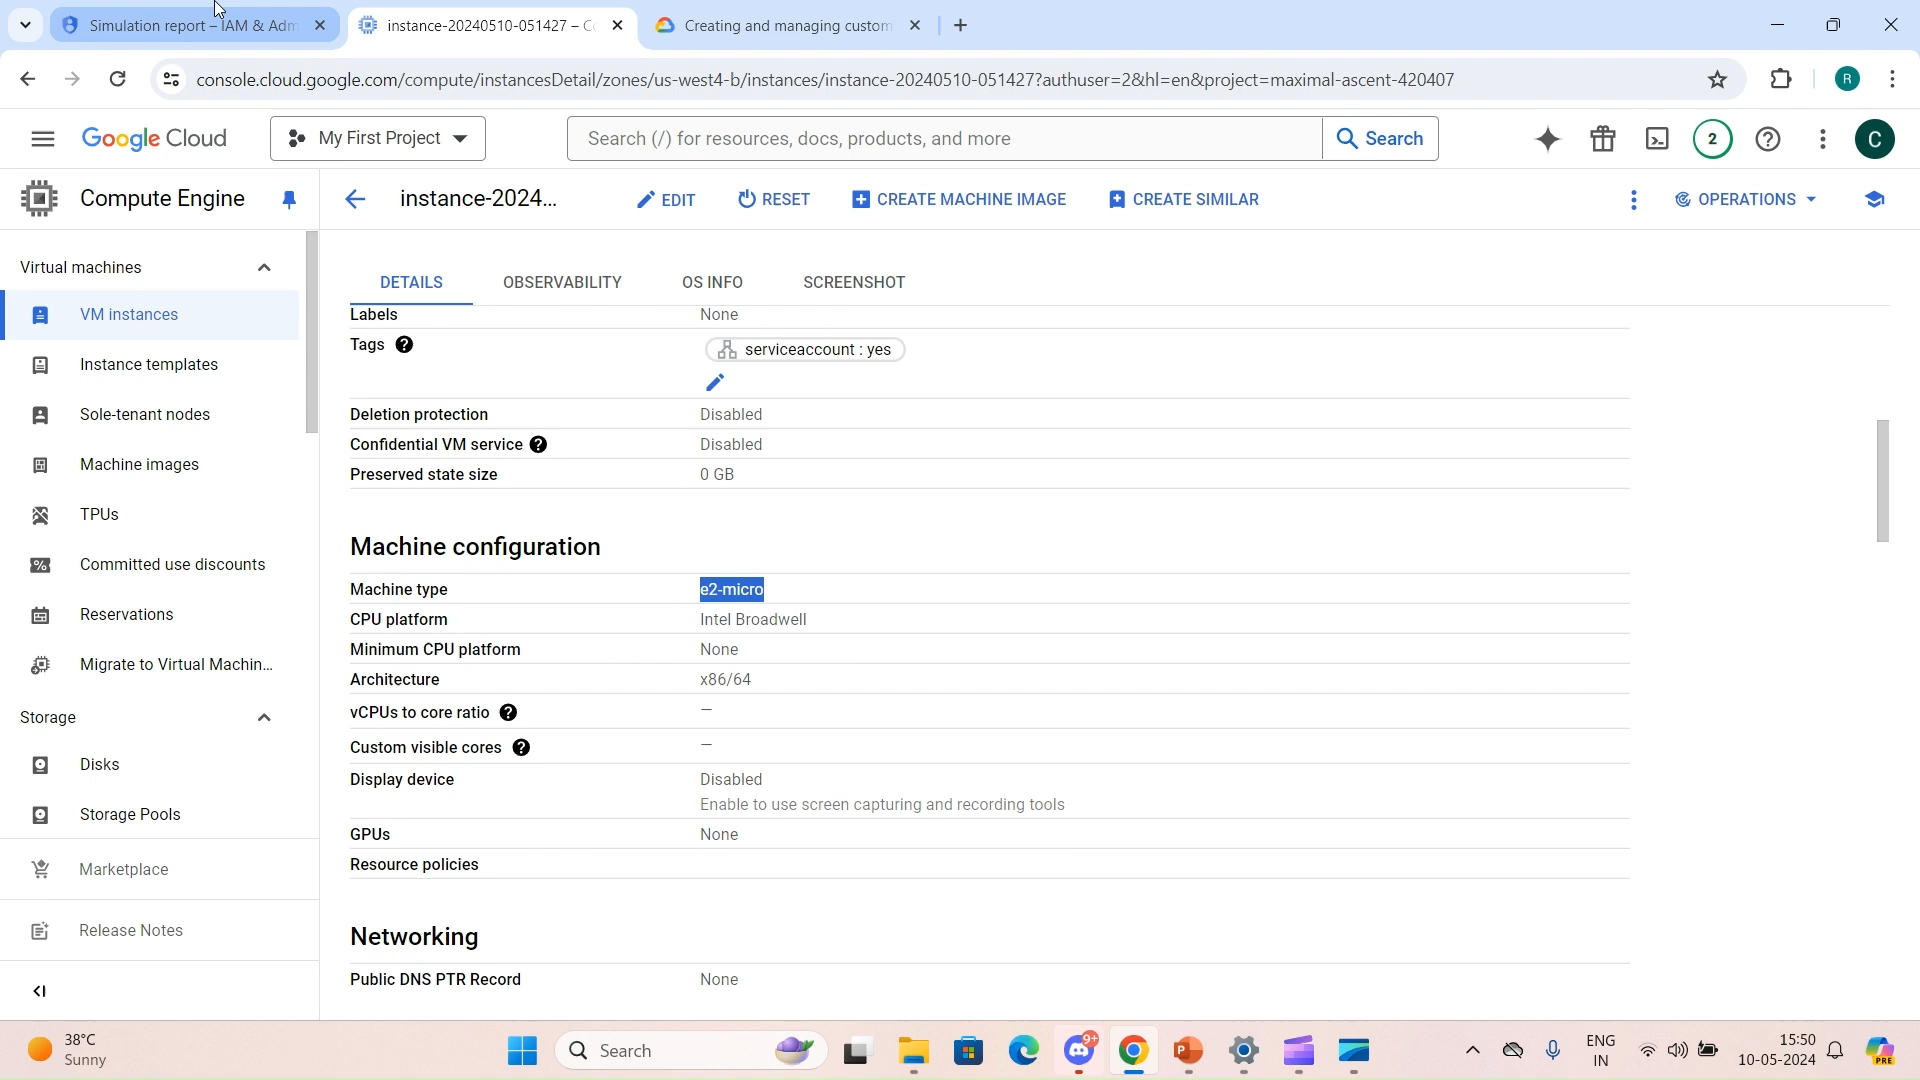 Simulation report – IAM & Adm
instance-20240510-051427 – Co
Creating and managing custom
console.cloud.google.com/compute/instancesDetail/zones/us-west4-b/instances/instance-20240510-051427?authuser=2&hl=en&project=maximal-ascent-420407
R
Google Cloud
My First Project
Search (/) for resources, docs, products, and more
Search
2
C
Compute Engine
instance-2024...
EDIT
RESET
CREATE MACHINE IMAGE
CREATE SIMILAR
OPERATIONS
Virtual machines
VM instances
Instance templates
Sole-tenant nodes
Machine images
TPUs
Committed use discounts
Reservations
Migrate to Virtual Machin...
Storage
Disks
Storage Pools
Marketplace
Release Notes
DETAILS
OBSERVABILITY
OS INFO
SCREENSHOT
Labels None
Tags serviceaccount : yes
Deletion protection Disabled
Confidential VM service Disabled
Preserved state size 0 GB
Machine configuration
Machine type e2-micro
CPU platform Intel Broadwell
Minimum CPU platform None
Architecture x86/64
vCPUs to core ratio —
Custom visible cores —
Display device Disabled
Enable to use screen capturing and recording tools
GPUs None
Resource policies
Networking
Public DNS PTR Record None
38°C
Sunny
Search
9+
ENG
IN
15:50
10-05-2024
PRE